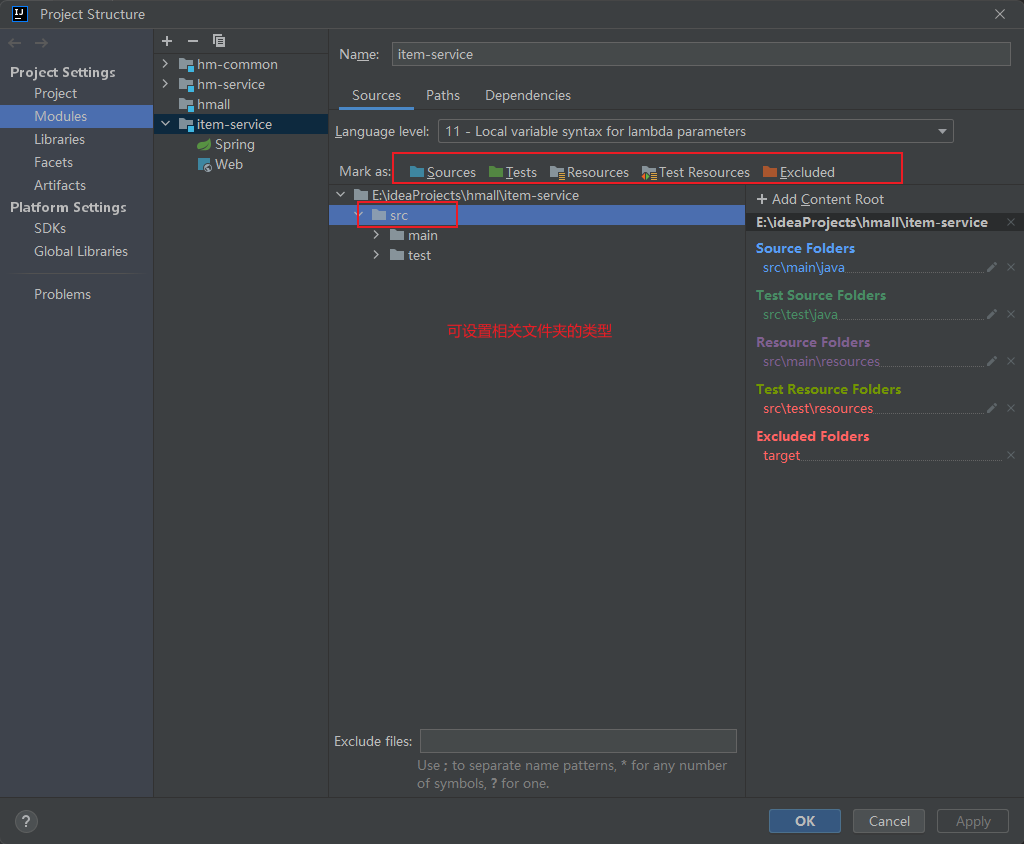 Project Structure
Project Settings
Project
Modules
Libraries
Facets
Artifacts
Platform Settings
SDKs
Global Libraries
Problems
hm-common
hm-service
hmall
item-service
Spring
Web
Name: item-service
Sources Paths Dependencies
Language level: 11 - Local variable syntax for lambda parameters
Mark as: Sources Tests Resources Test Resources Excluded
E:\ideaProjects\hmall\item-service
src
main
test
可设置相关文件夹的类型
+ Add Content Root
E:\ideaProjects\hmall\item-service
Source Folders
src\main\java
Test Source Folders
src\test\java
Resource Folders
src\main\resources
Test Resource Folders
src\test\resources
Excluded Folders
target
Exclude files:
Use ; to separate name patterns, * for any number
of symbols, ? for one.
? OK Cancel Apply